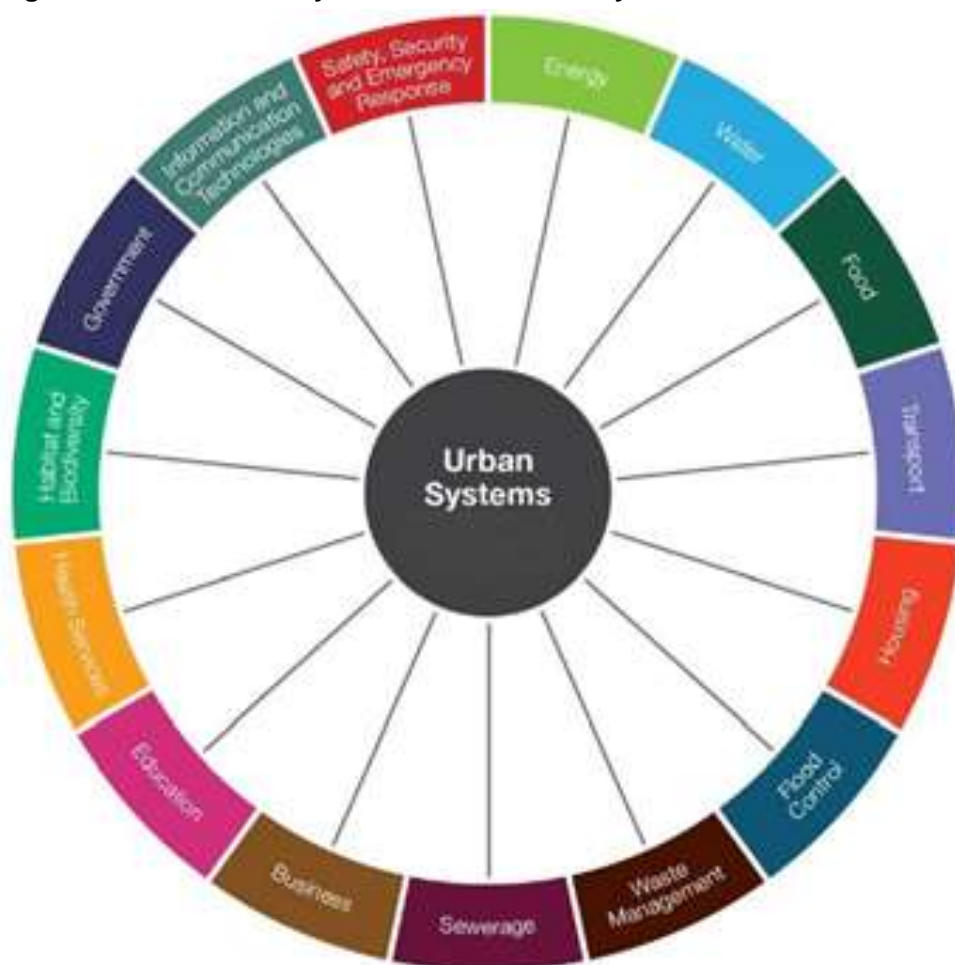 Safety, Security
and Emergency
Response
Energy
Water
Food
Transport
Housing
Flood
Control
Waste
Management
Sewerage
Business
Education
Health Services
Habitat and
Biodiversity
Government
Information and
Communication
Technologies
Urban
Systems